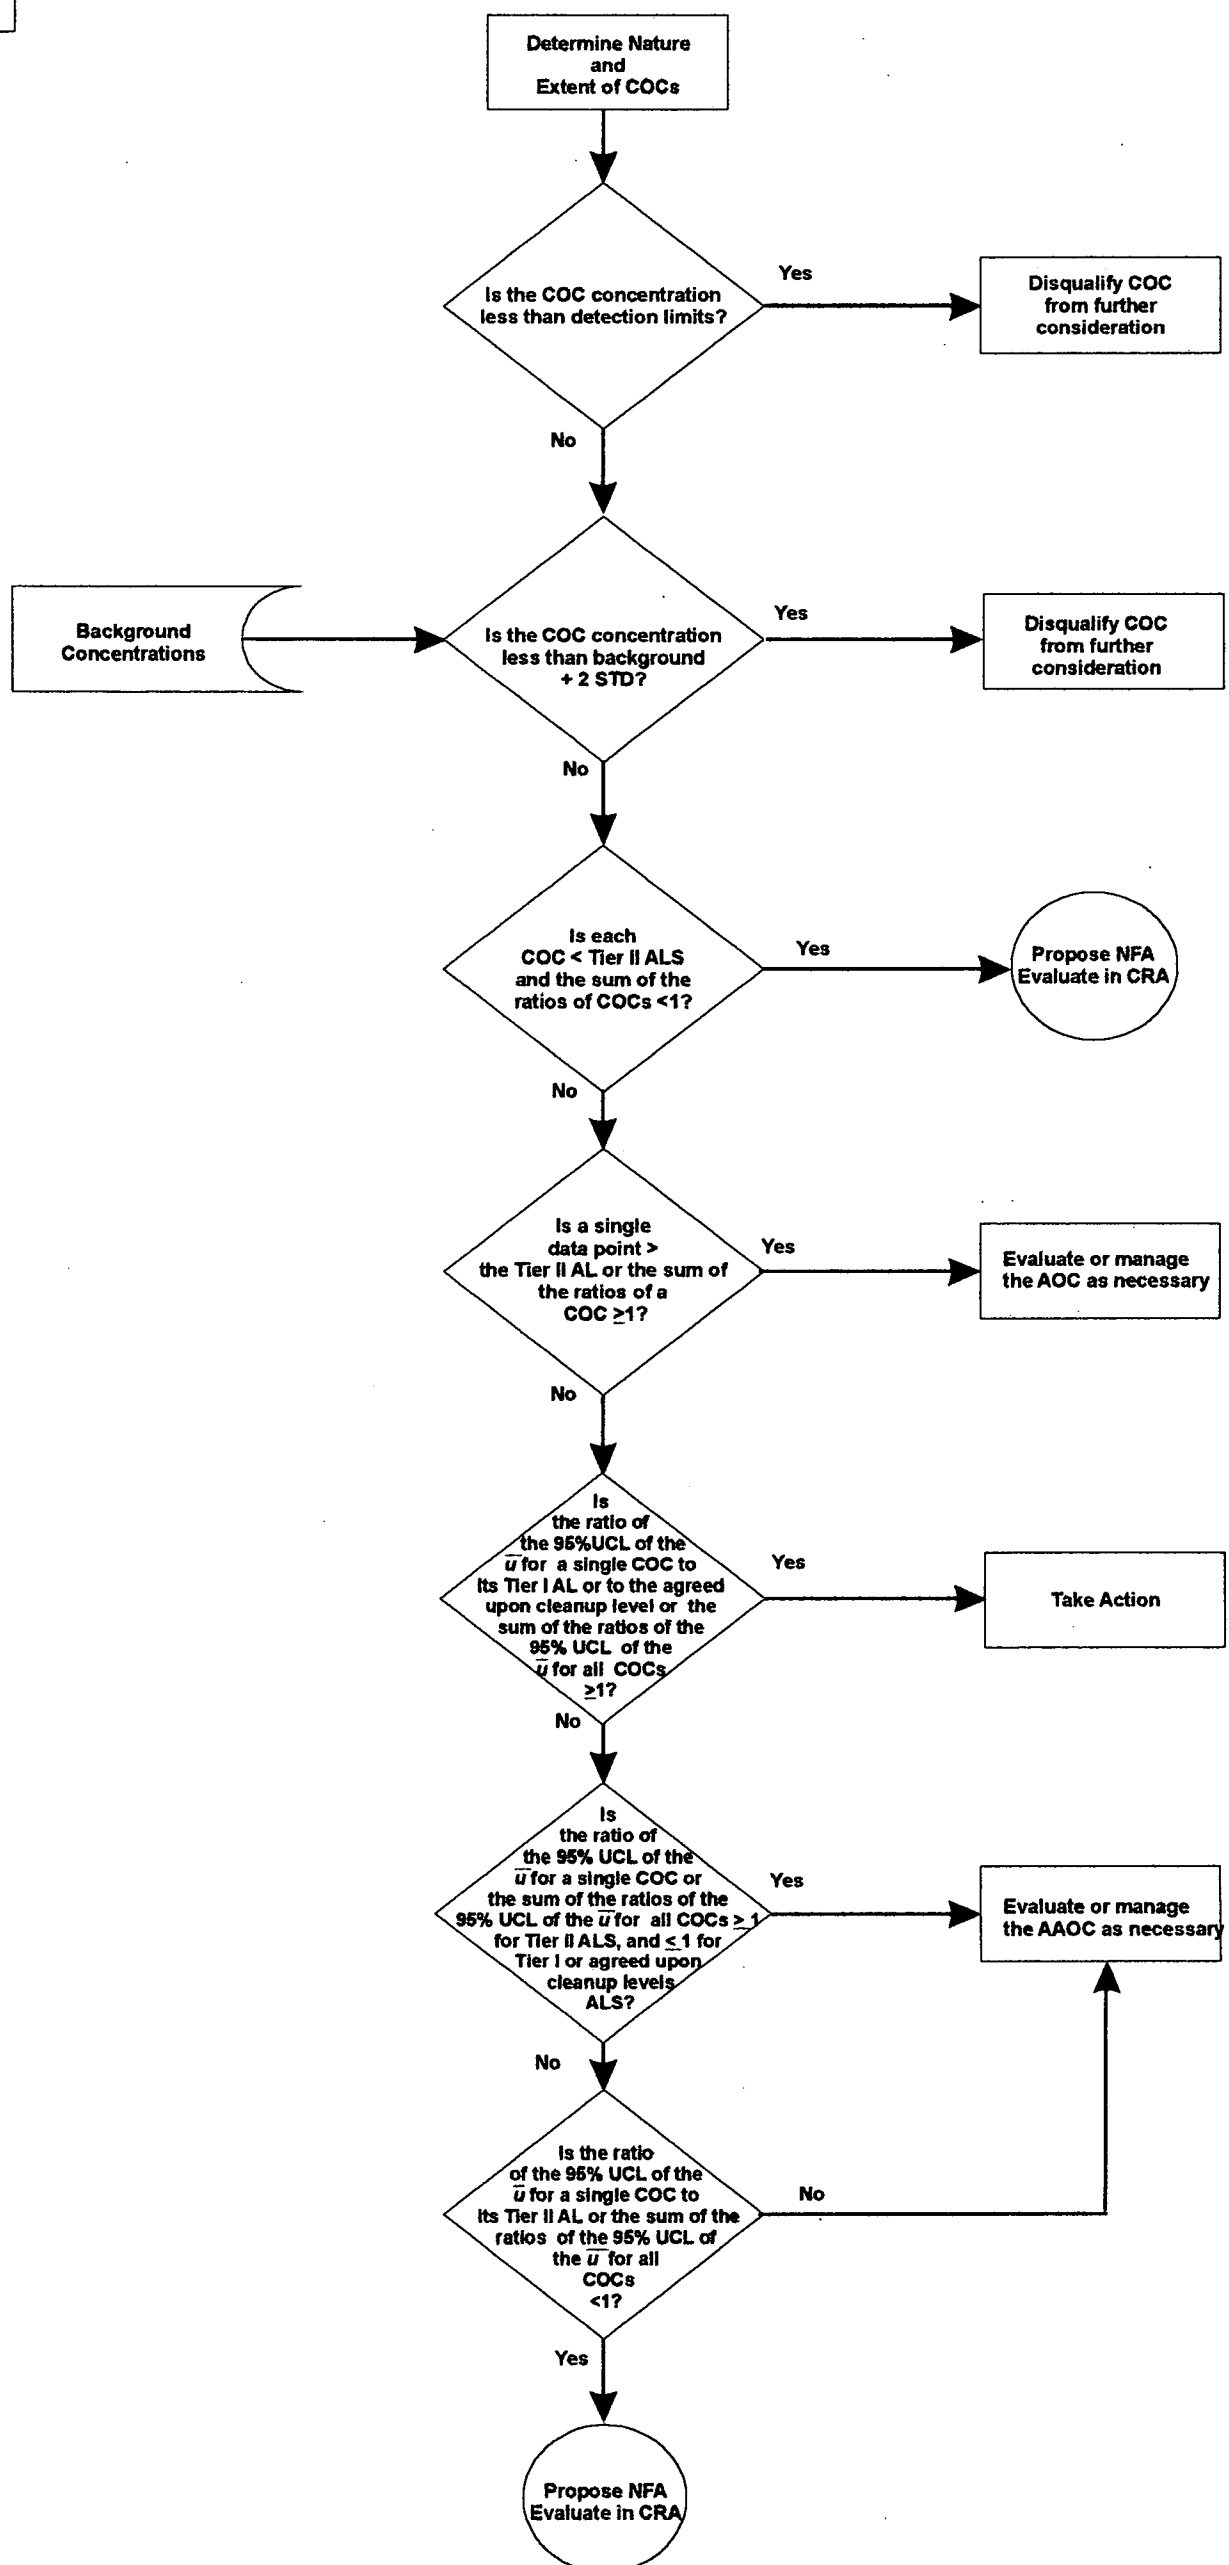 Determine Nature
and
Extent of COCs
Is the COC concentration
less than detection limits?
Yes
Disqualify COC
from further
consideration
No
Background
Concentrations
Is the COC concentration
less than background
+ 2 STD?
Yes
Disqualify COC
from further
consideration
No
Is each
COC < Tier II ALS
and the sum of the
ratios of COCs <1?
Yes
Propose NFA
Evaluate in CRA
No
Is a single
data point >
the Tier II AL or the sum of
the ratios of a
COC ≥1?
Yes
Evaluate or manage
the AOC as necessary
No
Is
the ratio of
the 95%UCL of the
u̅ for a single COC to
its Tier I AL or to the agreed
upon cleanup level or the
sum of the ratios of the
95% UCL of the
u̅ for all COCs
≥1?
Yes
Take Action
No
Is
the ratio of
the 95% UCL of the
u̅ for a single COC or
the sum of the ratios of the
95% UCL of the u̅ for all COCs ≥ 1
for Tier II ALS, and ≤ 1 for
Tier I or agreed upon
cleanup levels
ALS?
Yes
Evaluate or manage
the AAOC as necessary
No
Is the ratio
of the 95% UCL of the
u̅ for a single COC to
its Tier II AL or the sum of the
ratios of the 95% UCL of
the u̅ for all
COCs
<1?
No
Yes
Propose NFA
Evaluate in CRA